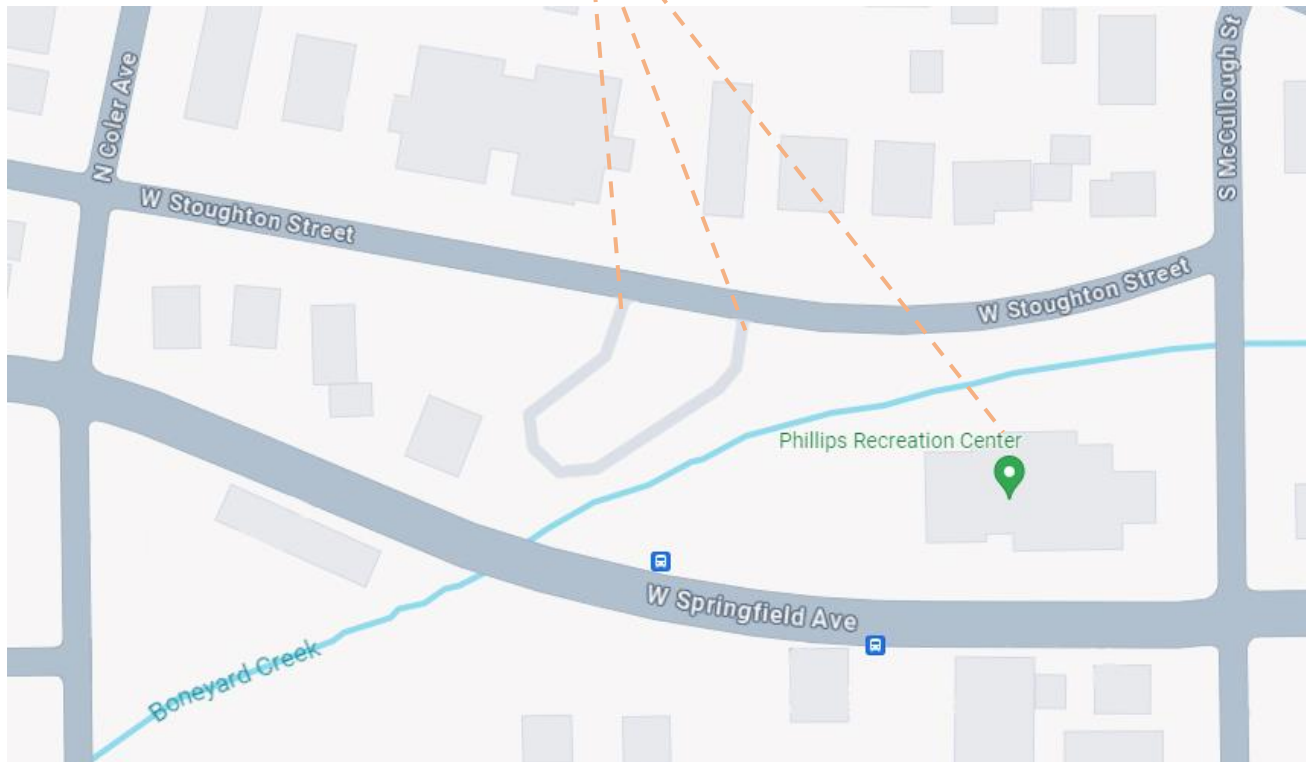 N Coler Ave
S McCullough St
W Stoughton Street
W Stoughton Street
Phillips Recreation Center
W Springfield Ave
Boneyard Creek